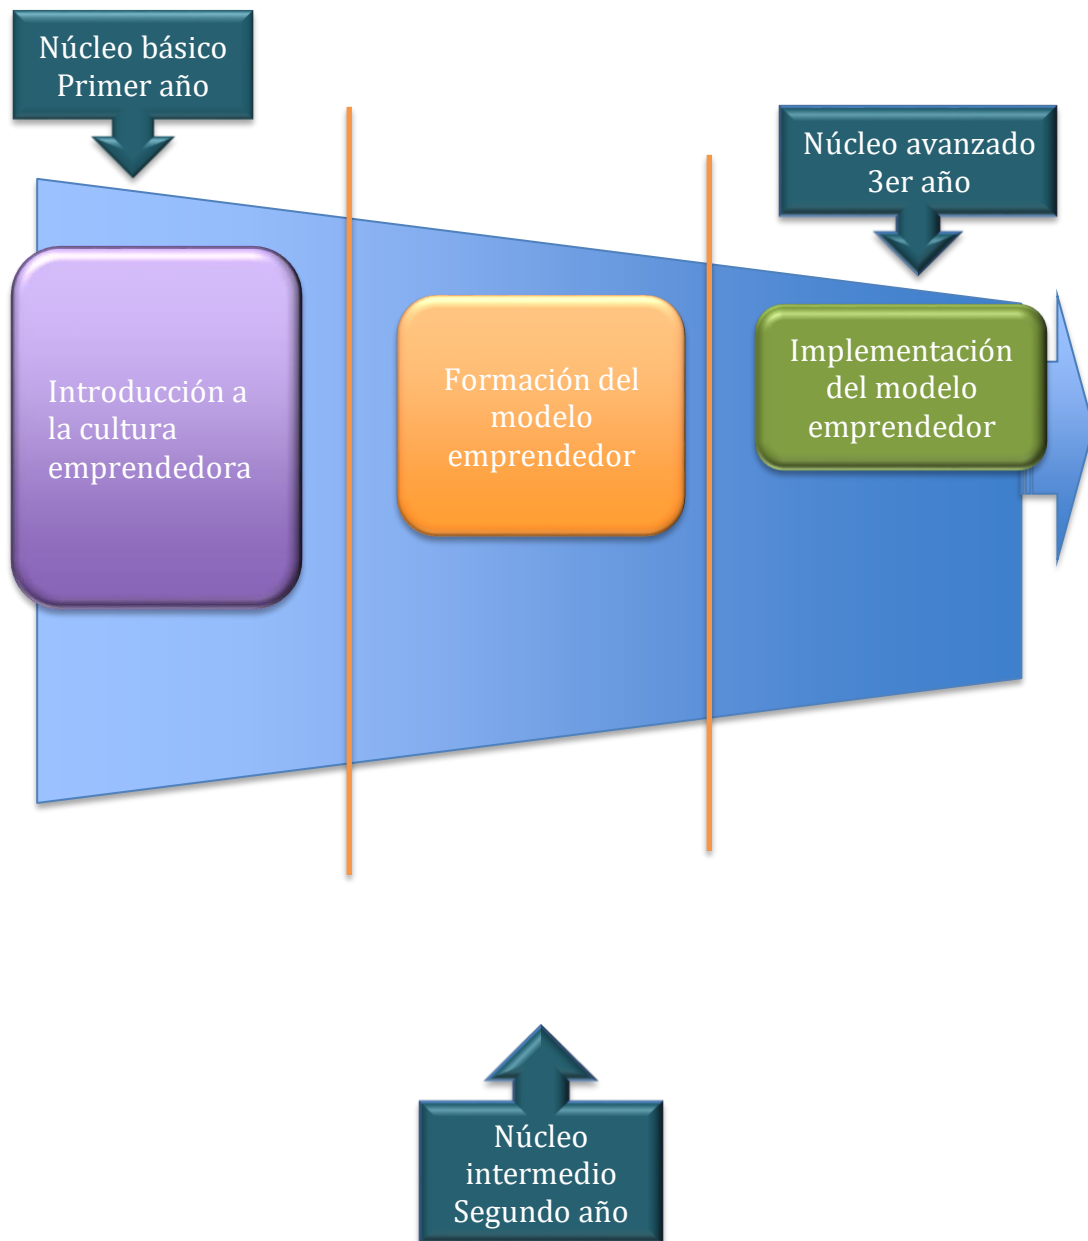 Núcleo básico
Primer año
Núcleo avanzado
3er año
Introducción a
la cultura
emprendedora
Formación del
modelo
emprendedor
Implementación
del modelo
emprendedor
Núcleo
intermedio
Segundo año